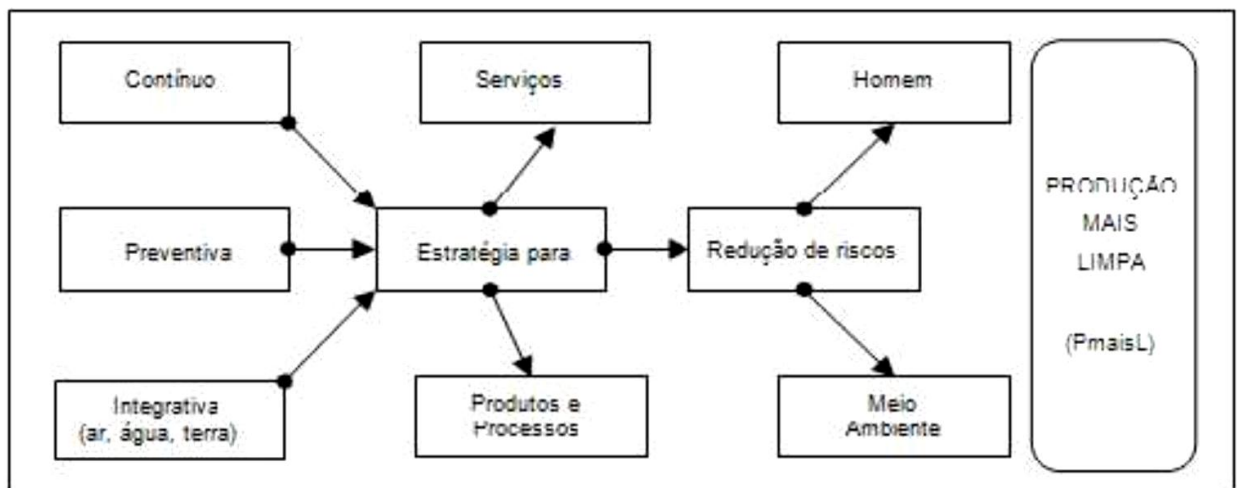 Contínuo
Serviços
Homem
Preventiva
Estratégia para
Redução de riscos
Integrativa
(ar, água, terra)
Produtos e
Processos
Meio
Ambiente
PRODUÇÃO
MAIS
LIMPA
(PmaisL)